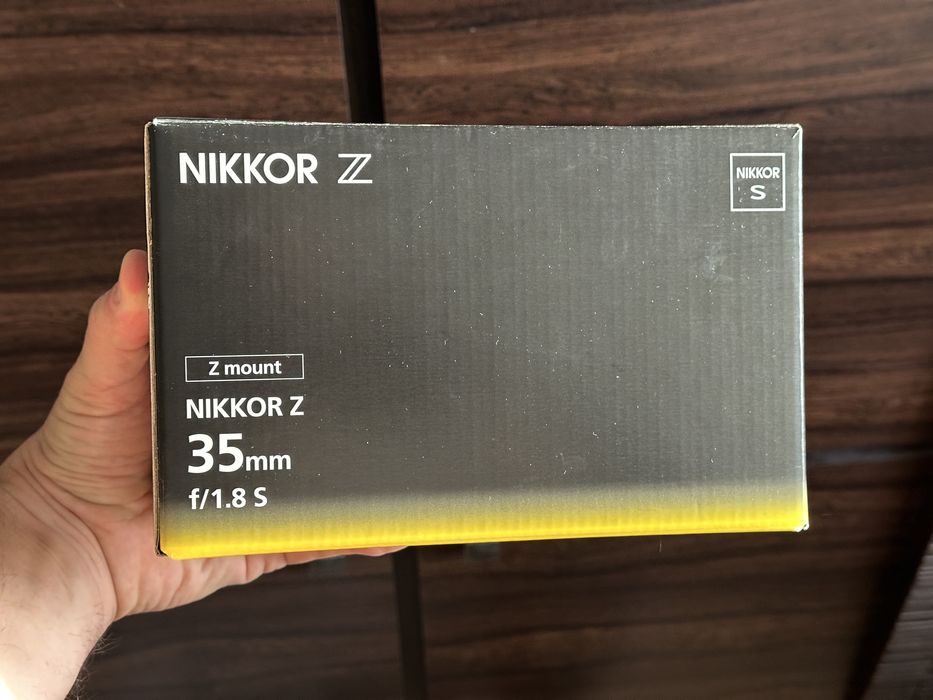 NIKKOR Z
NIKKOR
S
Z mount
NIKKOR Z
35mm
f/1.8 S